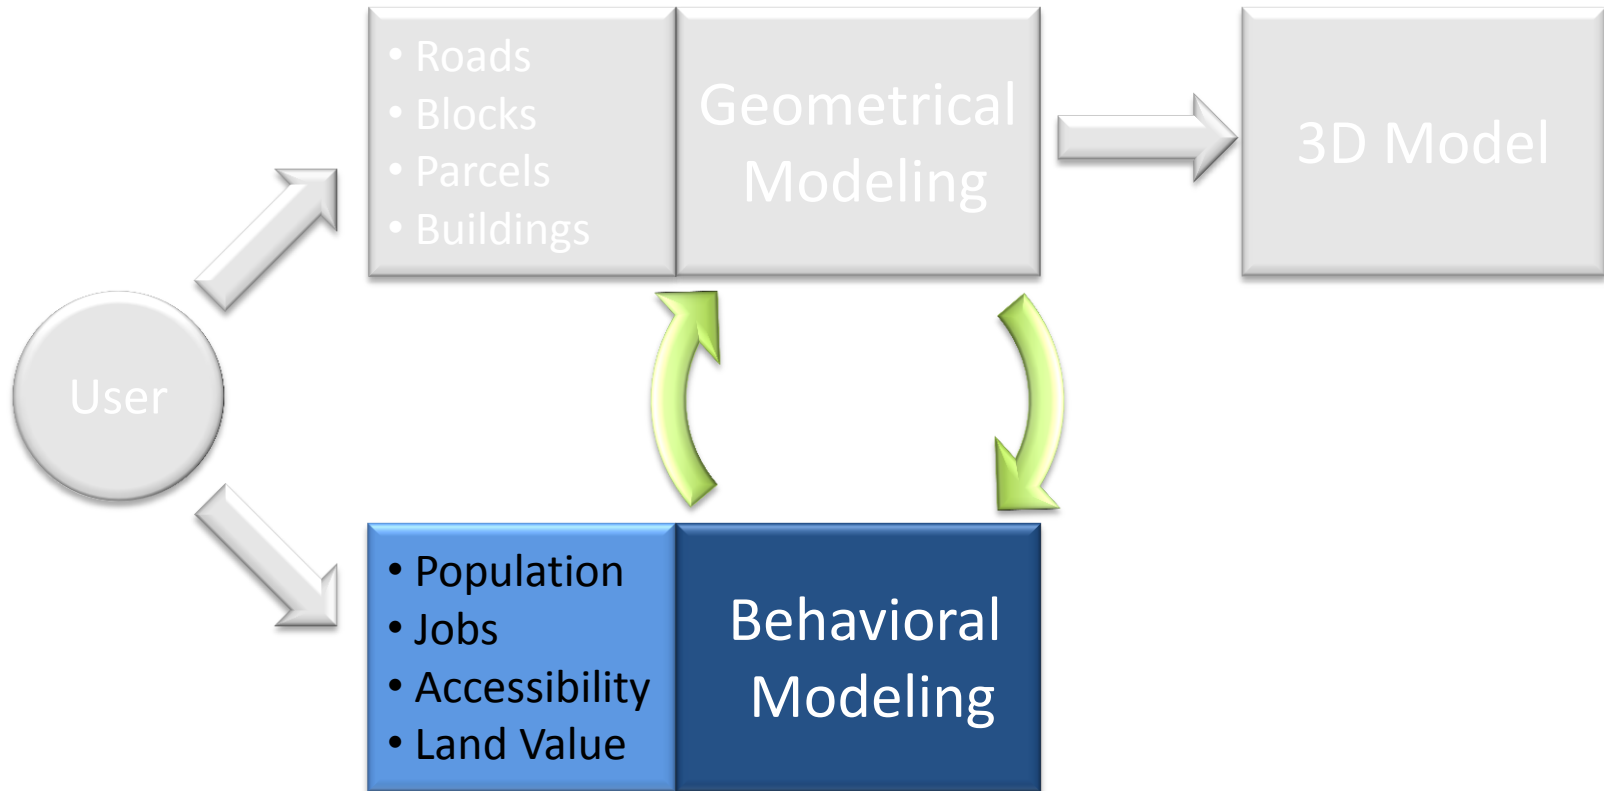 • Roads
• Blocks
• Parcels
• Buildings
Geometrical
Modeling
3D Model
User
• Population
• Jobs
• Accessibility
• Land Value
Behavioral
Modeling